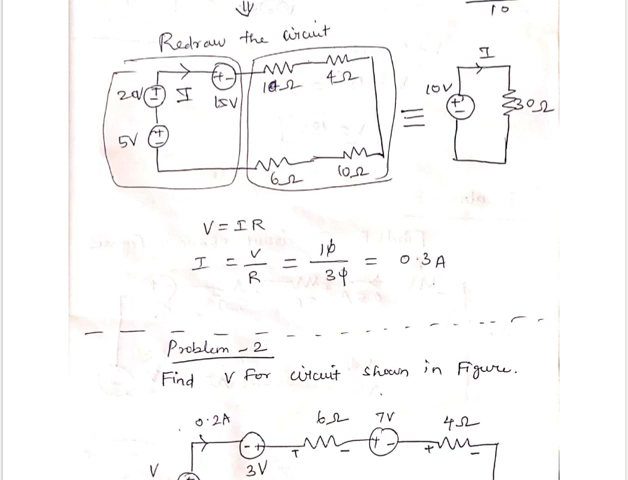 10
Redraw the circuit
20V I 15V 10Ω 4Ω
5V 6Ω 10Ω
≡
I
10V 30Ω
V = IR
I = V/R = 10/30 = 0.3A
Problem - 2
Find V for circuit shown in Figure.
0.2A 6Ω 7V 4Ω
V 3V